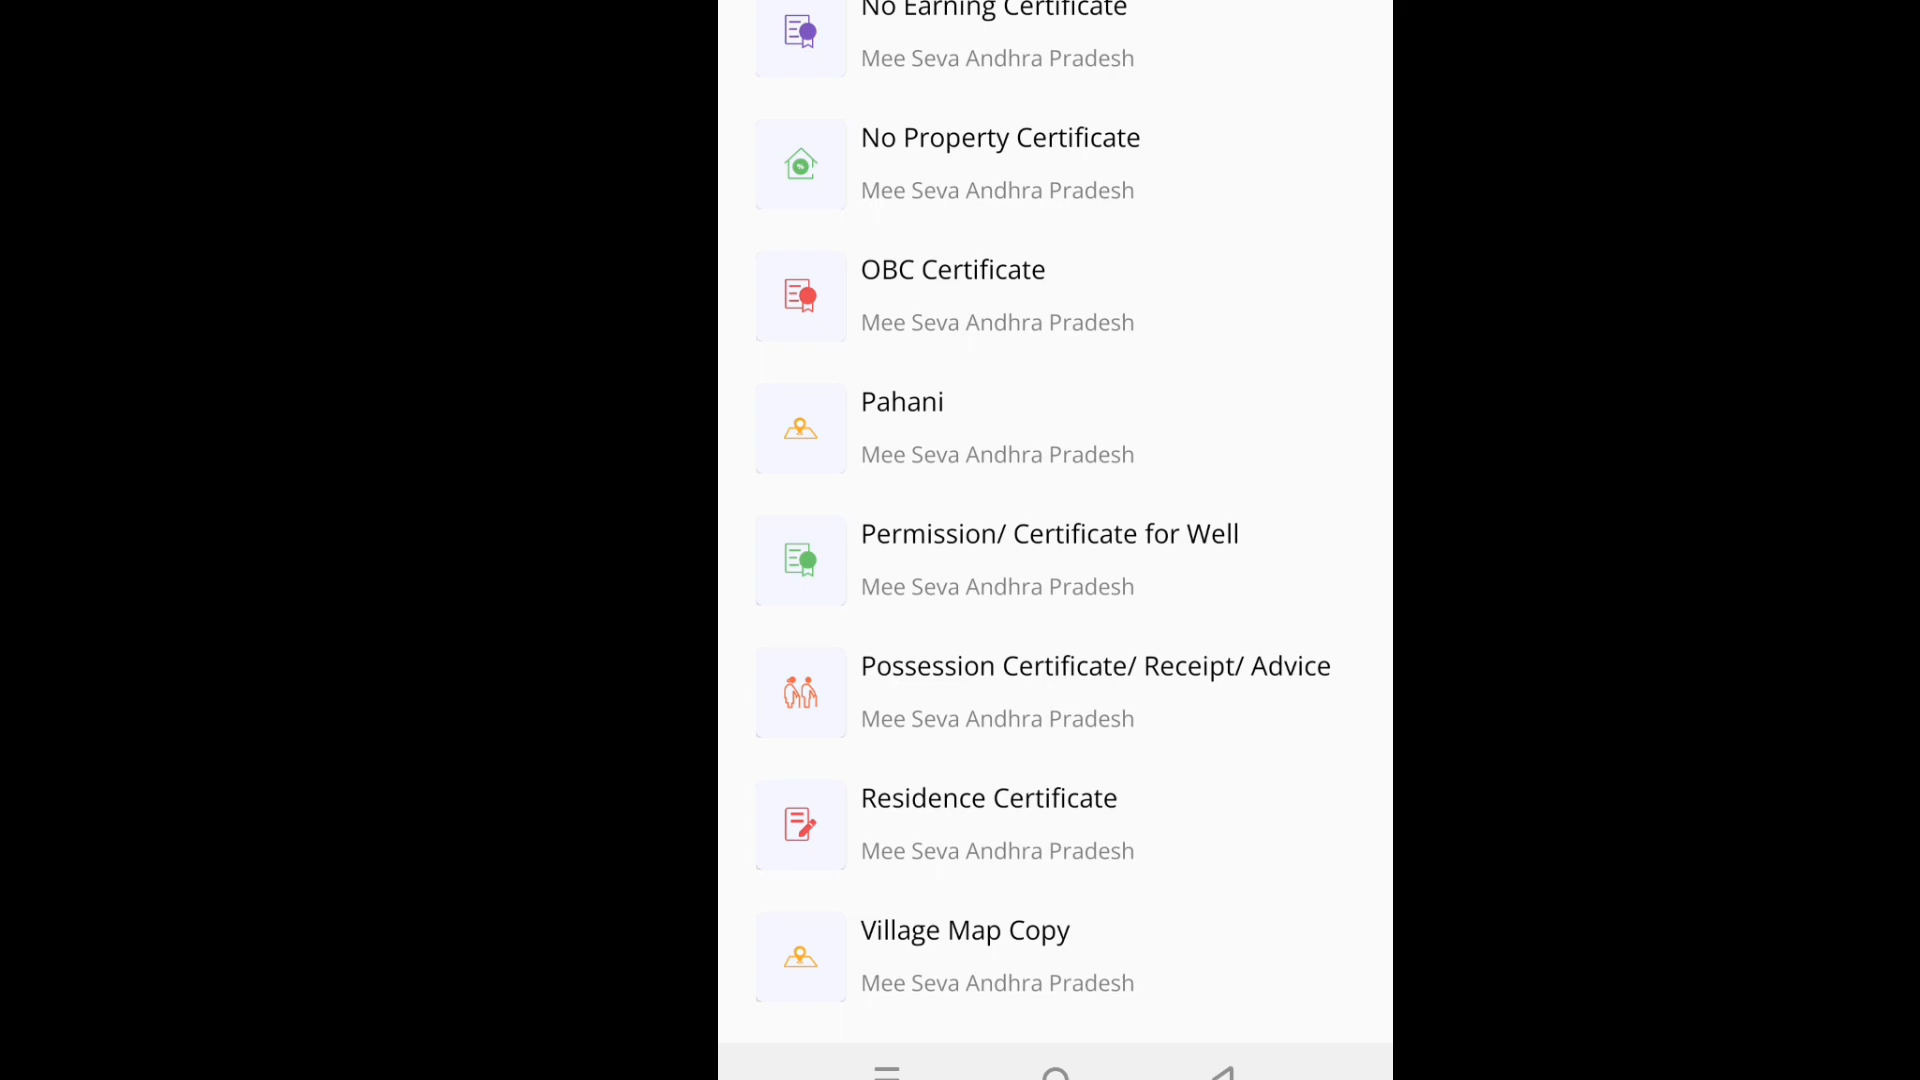 No Earning Certificate
Mee Seva Andhra Pradesh
No Property Certificate
Mee Seva Andhra Pradesh
OBC Certificate
Mee Seva Andhra Pradesh
Pahani
Mee Seva Andhra Pradesh
Permission/ Certificate for Well
Mee Seva Andhra Pradesh
Possession Certificate/ Receipt/ Advice
Mee Seva Andhra Pradesh
Residence Certificate
Mee Seva Andhra Pradesh
Village Map Copy
Mee Seva Andhra Pradesh